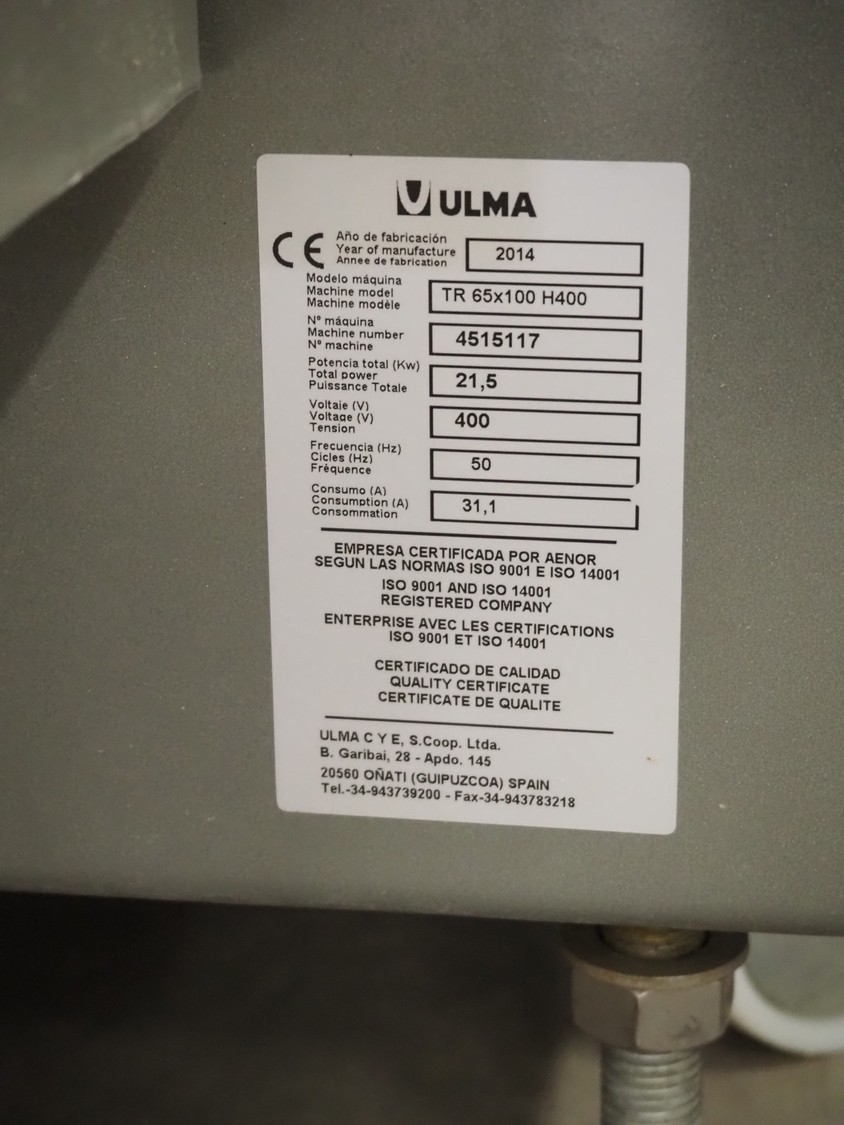 ULMA
CE
Año de fabricación
Year of manufacture
Annee de fabrication
2014
Modelo máquina
Machine model
Machine modèle
TR 65x100 H400
Nº máquina
Machine number
Nº machine
4515117
Potencia total (Kw)
Total power
Puissance Totale
21,5
Voltaje (V)
Voltage (V)
Tension
400
Frecuencia (Hz)
Cicles (Hz)
Fréquence
50
Consumo (A)
Consumption (A)
Consommation
31,1
EMPRESA CERTIFICADA POR AENOR
SEGUN LAS NORMAS ISO 9001 E ISO 14001
ISO 9001 AND ISO 14001
REGISTERED COMPANY
ENTERPRISE AVEC LES CERTIFICATIONS
ISO 9001 ET ISO 14001
CERTIFICADO DE CALIDAD
QUALITY CERTIFICATE
CERTIFICATE DE QUALITE
ULMA C Y E, S.Coop. Ltda.
B. Garibai, 28 - Apdo. 145
20560 OÑATI (GUIPUZCOA) SPAIN
Tel.-34-943739200 - Fax-34-943783218